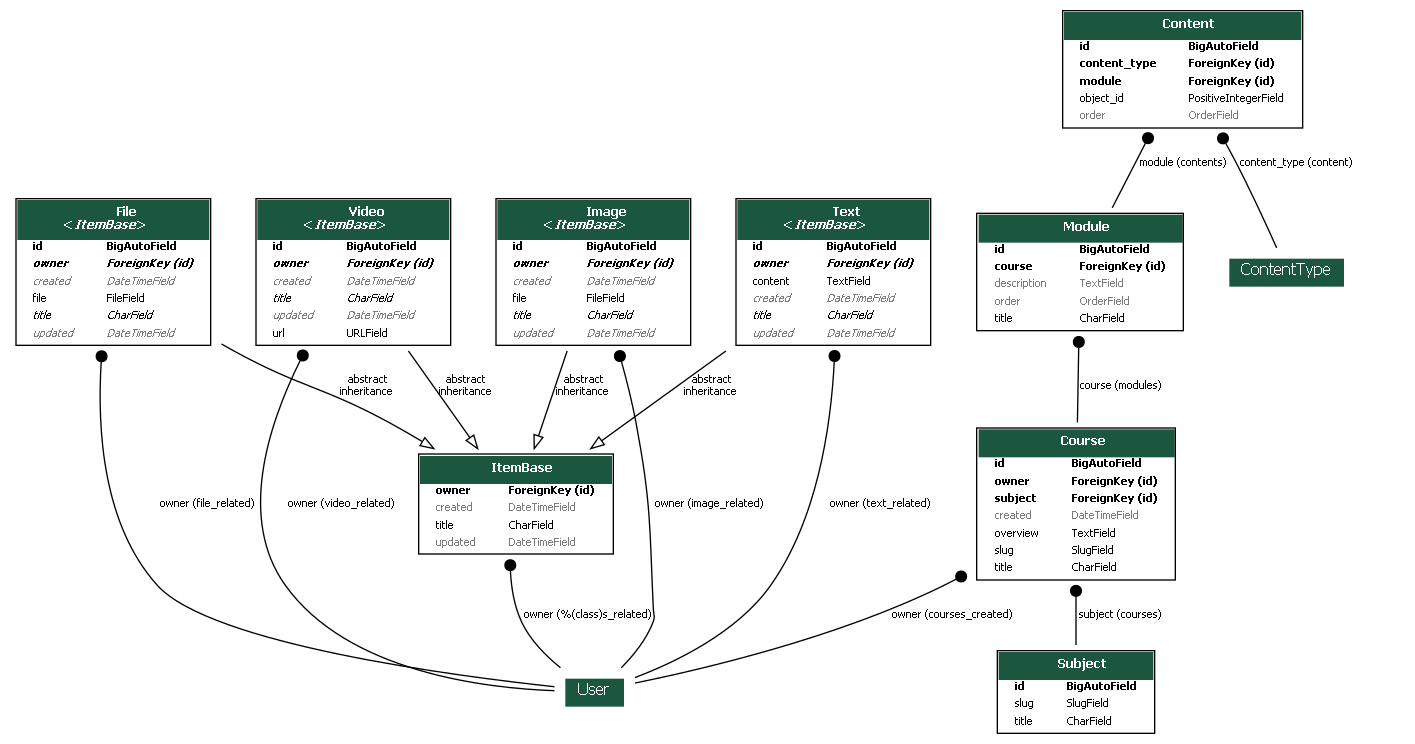 Content
id BigAutoField
content_type ForeignKey (id)
module ForeignKey (id)
object_id PositiveIntegerField
order OrderField
module (contents)
content_type (content)
File
<ItemBase>
id BigAutoField
owner ForeignKey (id)
created DateTimeField
file FileField
title CharField
updated DateTimeField
Video
<ItemBase>
id BigAutoField
owner ForeignKey (id)
created DateTimeField
title CharField
updated DateTimeField
url URLField
Image
<ItemBase>
id BigAutoField
owner ForeignKey (id)
created DateTimeField
file FileField
title CharField
updated DateTimeField
Text
<ItemBase>
id BigAutoField
owner ForeignKey (id)
content TextField
created DateTimeField
title CharField
updated DateTimeField
Module
id BigAutoField
course ForeignKey (id)
description TextField
order OrderField
title CharField
ContentType
abstract
inheritance
abstract
inheritance
abstract
inheritance
abstract
inheritance
course (modules)
ItemBase
owner ForeignKey (id)
created DateTimeField
title CharField
updated DateTimeField
Course
id BigAutoField
owner ForeignKey (id)
subject ForeignKey (id)
created DateTimeField
overview TextField
slug SlugField
title CharField
owner (file_related)
owner (video_related)
owner (image_related)
owner (text_related)
owner (%(class)s_related)
owner (courses_created)
subject (courses)
User
Subject
id BigAutoField
slug SlugField
title CharField